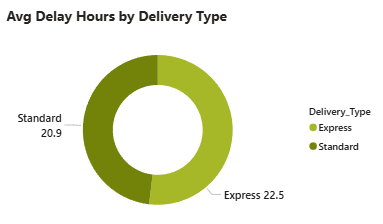 Avg Delay Hours by Delivery Type
Standard
20.9
Delivery_Type
Express
Standard
Express 22.5